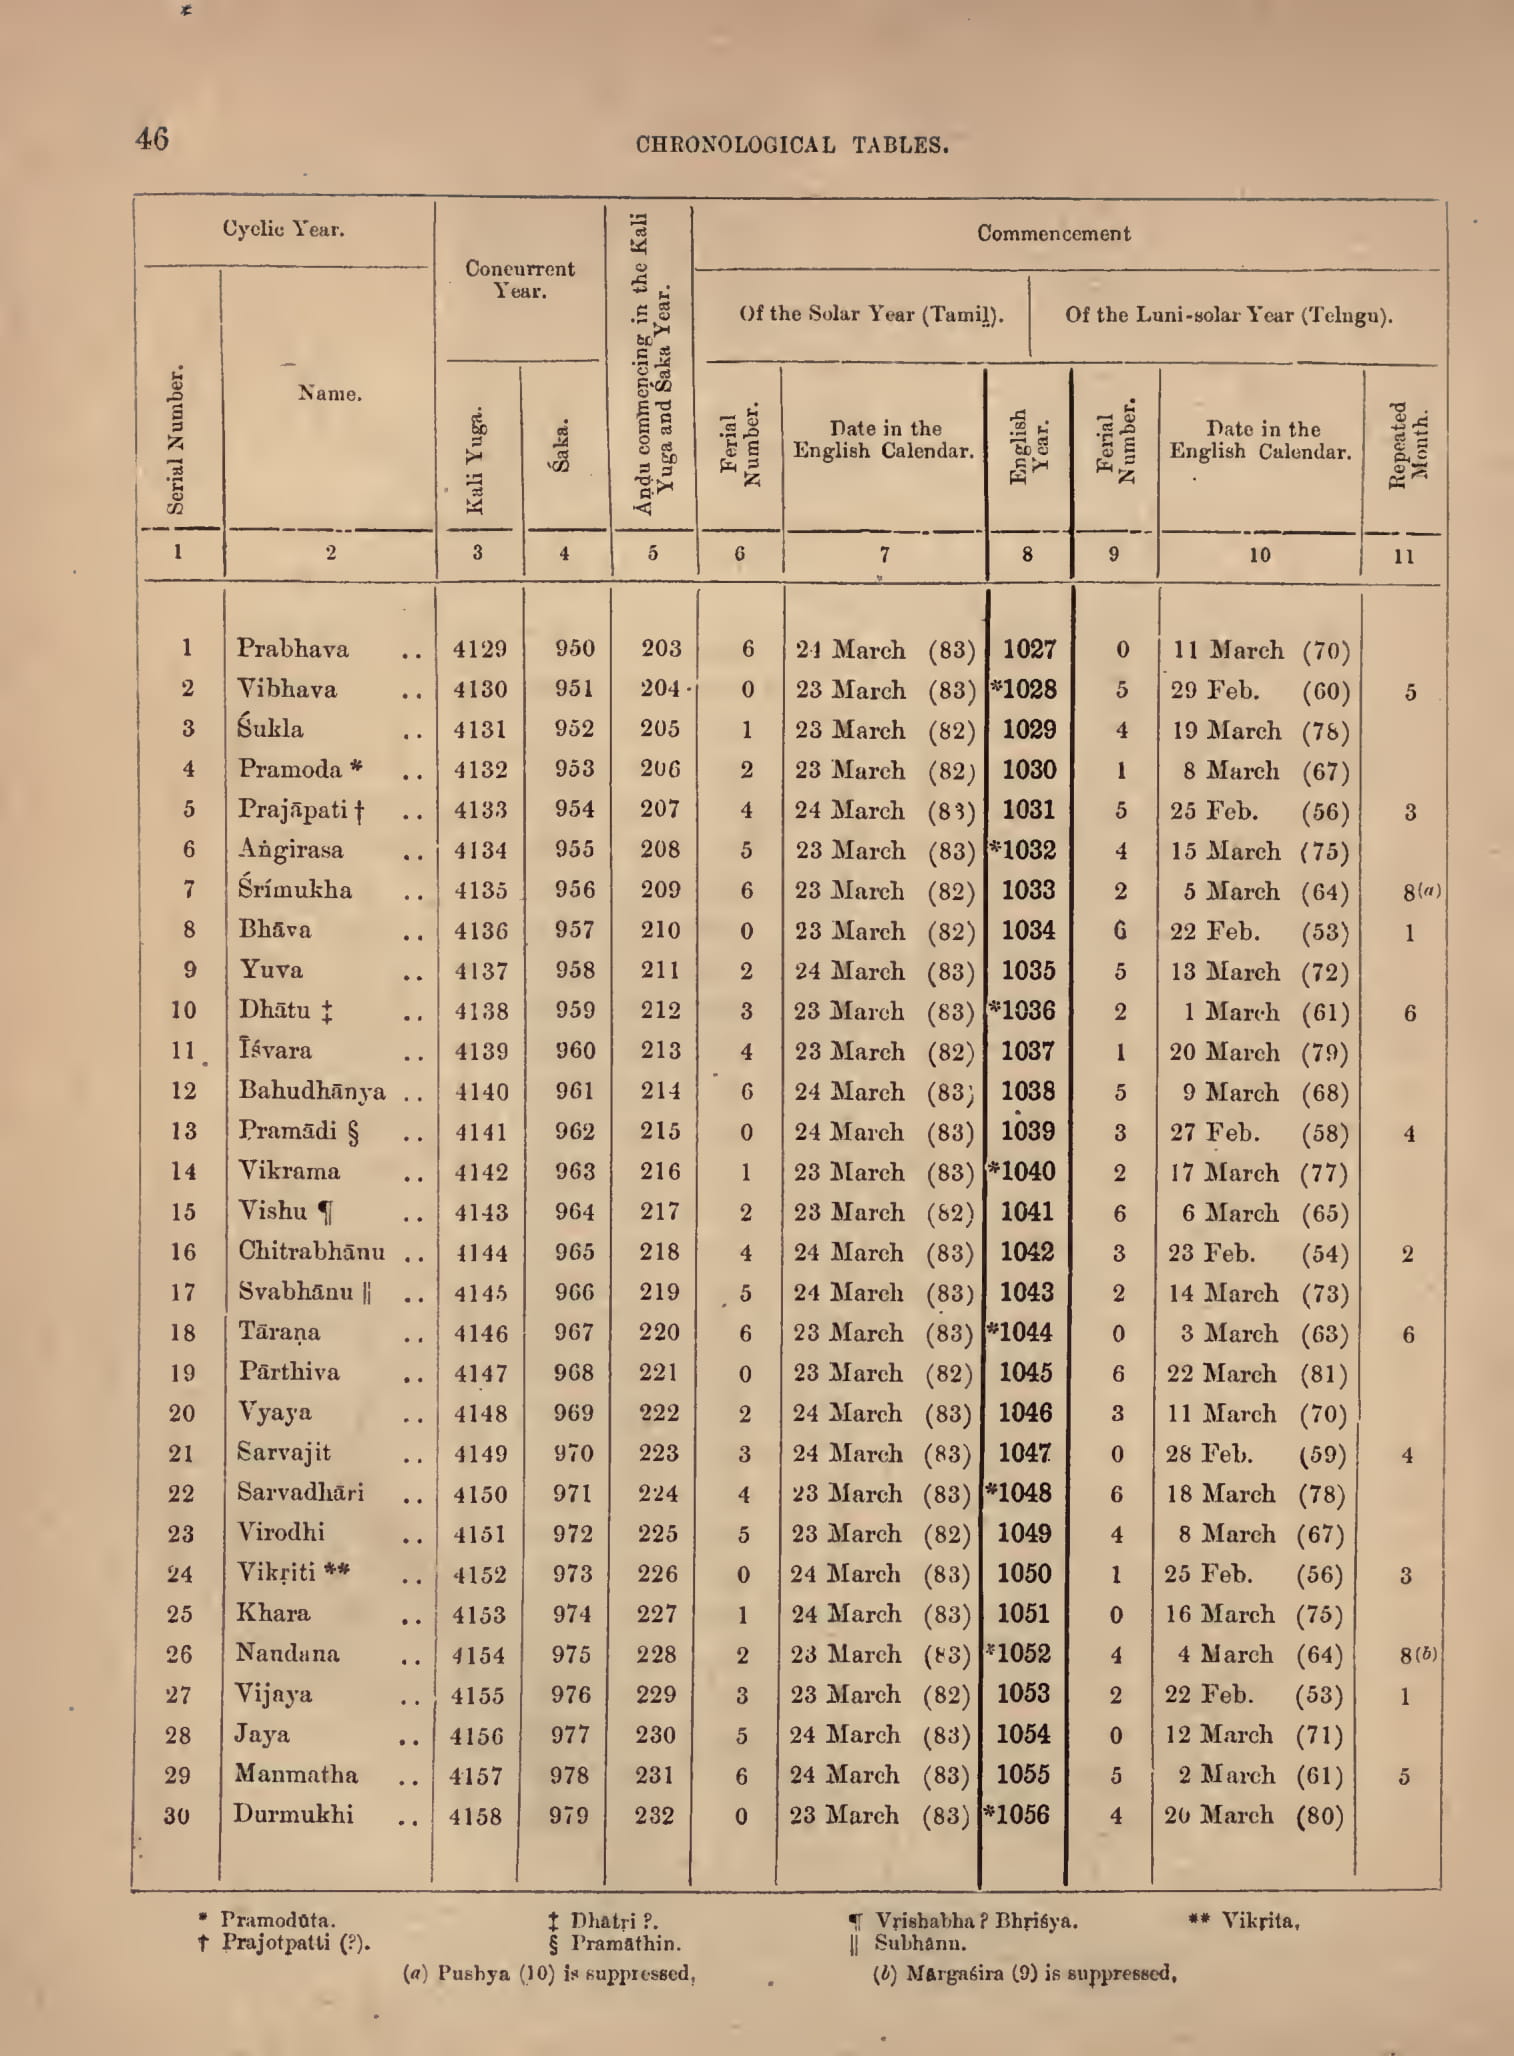 46
CHRONOLOGICAL TABLES.
Cyclic Year.
Concurrent Year.
Āṇḍu commencing in the Kali Yuga and Śaka Year.
Commencement
Of the Solar Year (Tamiḻ).
Of the Luni-solar Year (Telugu).
Serial Number.
Name.
Kali Yuga.
Śaka.
Ferial Number.
Date in the English Calendar.
English Year.
Ferial Number.
Date in the English Calendar.
Repeated Month.
1 2 3 4 5 6 7 8 9 10 11
1 Prabhava .. 4129 950 203 6 24 March (83) 1027 0 11 March (70)
2 Vibhava .. 4130 951 204 0 23 March (83) *1028 5 29 Feb. (60) 5
3 Śukla .. 4131 952 205 1 23 March (82) 1029 4 19 March (78)
4 Pramoda * .. 4132 953 206 2 23 March (82) 1030 1 8 March (67)
5 Prajāpati † .. 4133 954 207 4 24 March (83) 1031 5 25 Feb. (56) 3
6 Aṅgirasa .. 4134 955 208 5 23 March (83) *1032 4 15 March (75)
7 Śrímukha .. 4135 956 209 6 23 March (82) 1033 2 5 March (64) 8(a)
8 Bhāva .. 4136 957 210 0 23 March (82) 1034 6 22 Feb. (53) 1
9 Yuva .. 4137 958 211 2 24 March (83) 1035 5 13 March (72)
10 Dhātu ‡ .. 4138 959 212 3 23 March (83) *1036 2 1 March (61) 6
11 Īśvara .. 4139 960 213 4 23 March (82) 1037 1 20 March (79)
12 Bahudhānya .. 4140 961 214 6 24 March (83) 1038 5 9 March (68)
13 Pramādi § .. 4141 962 215 0 24 March (83) 1039 3 27 Feb. (58) 4
14 Vikrama .. 4142 963 216 1 23 March (83) *1040 2 17 March (77)
15 Vishu ¶ .. 4143 964 217 2 23 March (82) 1041 6 6 March (65)
16 Chitrabhānu .. 4144 965 218 4 24 March (83) 1042 3 23 Feb. (54) 2
17 Svabhānu || .. 4145 966 219 5 24 March (83) 1043 2 14 March (73)
18 Tāraṇa .. 4146 967 220 6 23 March (83) *1044 0 3 March (63) 6
19 Pārthiva .. 4147 968 221 0 23 March (82) 1045 6 22 March (81)
20 Vyaya .. 4148 969 222 2 24 March (83) 1046 3 11 March (70)
21 Sarvajit .. 4149 970 223 3 24 March (83) 1047 0 28 Feb. (59) 4
22 Sarvadhāri .. 4150 971 224 4 23 March (83) *1048 6 18 March (78)
23 Virodhi .. 4151 972 225 5 23 March (82) 1049 4 8 March (67)
24 Vikṛiti ** .. 4152 973 226 0 24 March (83) 1050 1 25 Feb. (56) 3
25 Khara .. 4153 974 227 1 24 March (83) 1051 0 16 March (75)
26 Nandana .. 4154 975 228 2 23 March (83) *1052 4 4 March (64) 8(b)
27 Vijaya .. 4155 976 229 3 23 March (82) 1053 2 22 Feb. (53) 1
28 Jaya .. 4156 977 230 5 24 March (83) 1054 0 12 March (71)
29 Manmatha .. 4157 978 231 6 24 March (83) 1055 5 2 March (61) 5
30 Durmukhi .. 4158 979 232 0 23 March (83) *1056 4 20 March (80)
* Pramodūta. ‡ Dhātṛi ?. ¶ Vṛishabha ? Bhṛiśya. ** Vikṛita.
† Prajotpatti (?). § Pramāthin. || Subhānu.
(a) Pushya (10) is suppressed. (b) Mārgaśira (9) is suppressed.